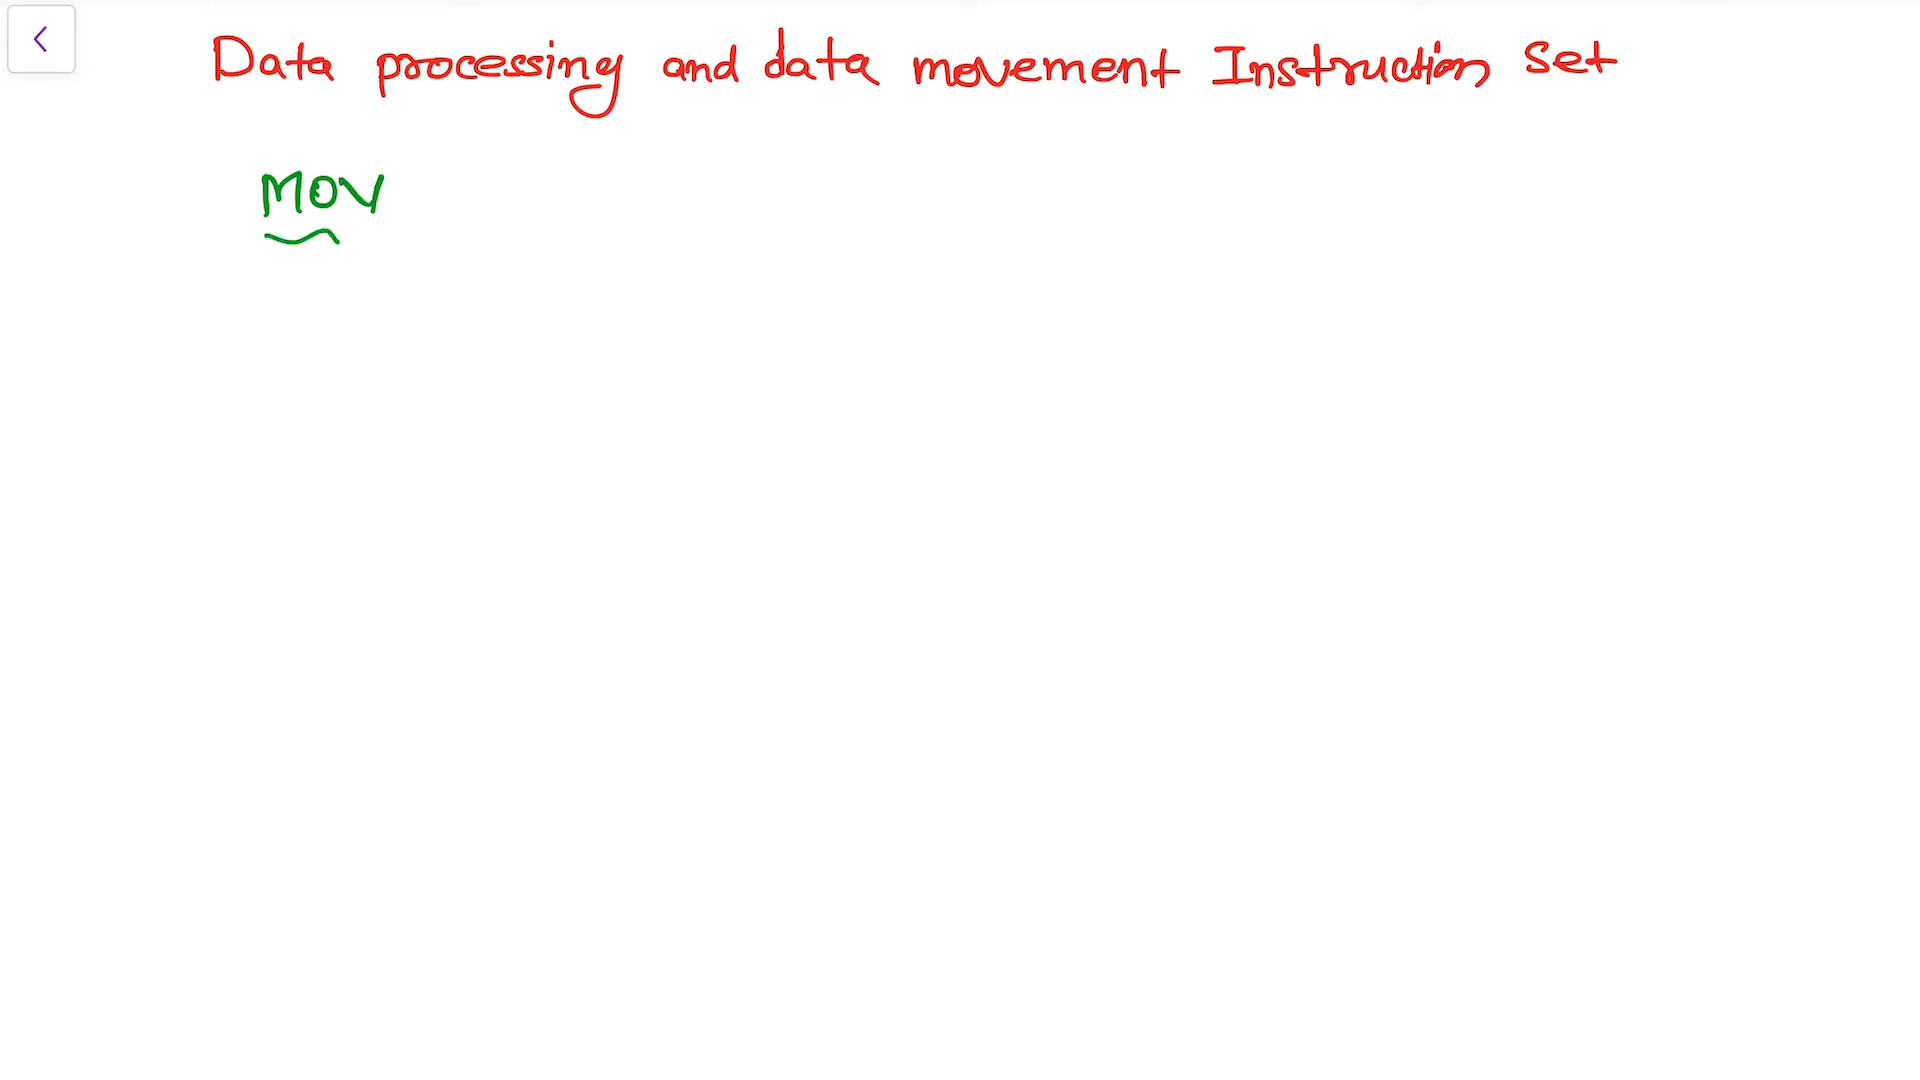 Data processing and data movement Instruction Set
MOV